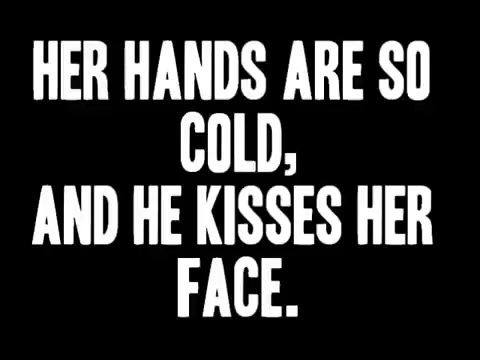 HER HANDS ARE SO
COLD,
AND HE KISSES HER
FACE.